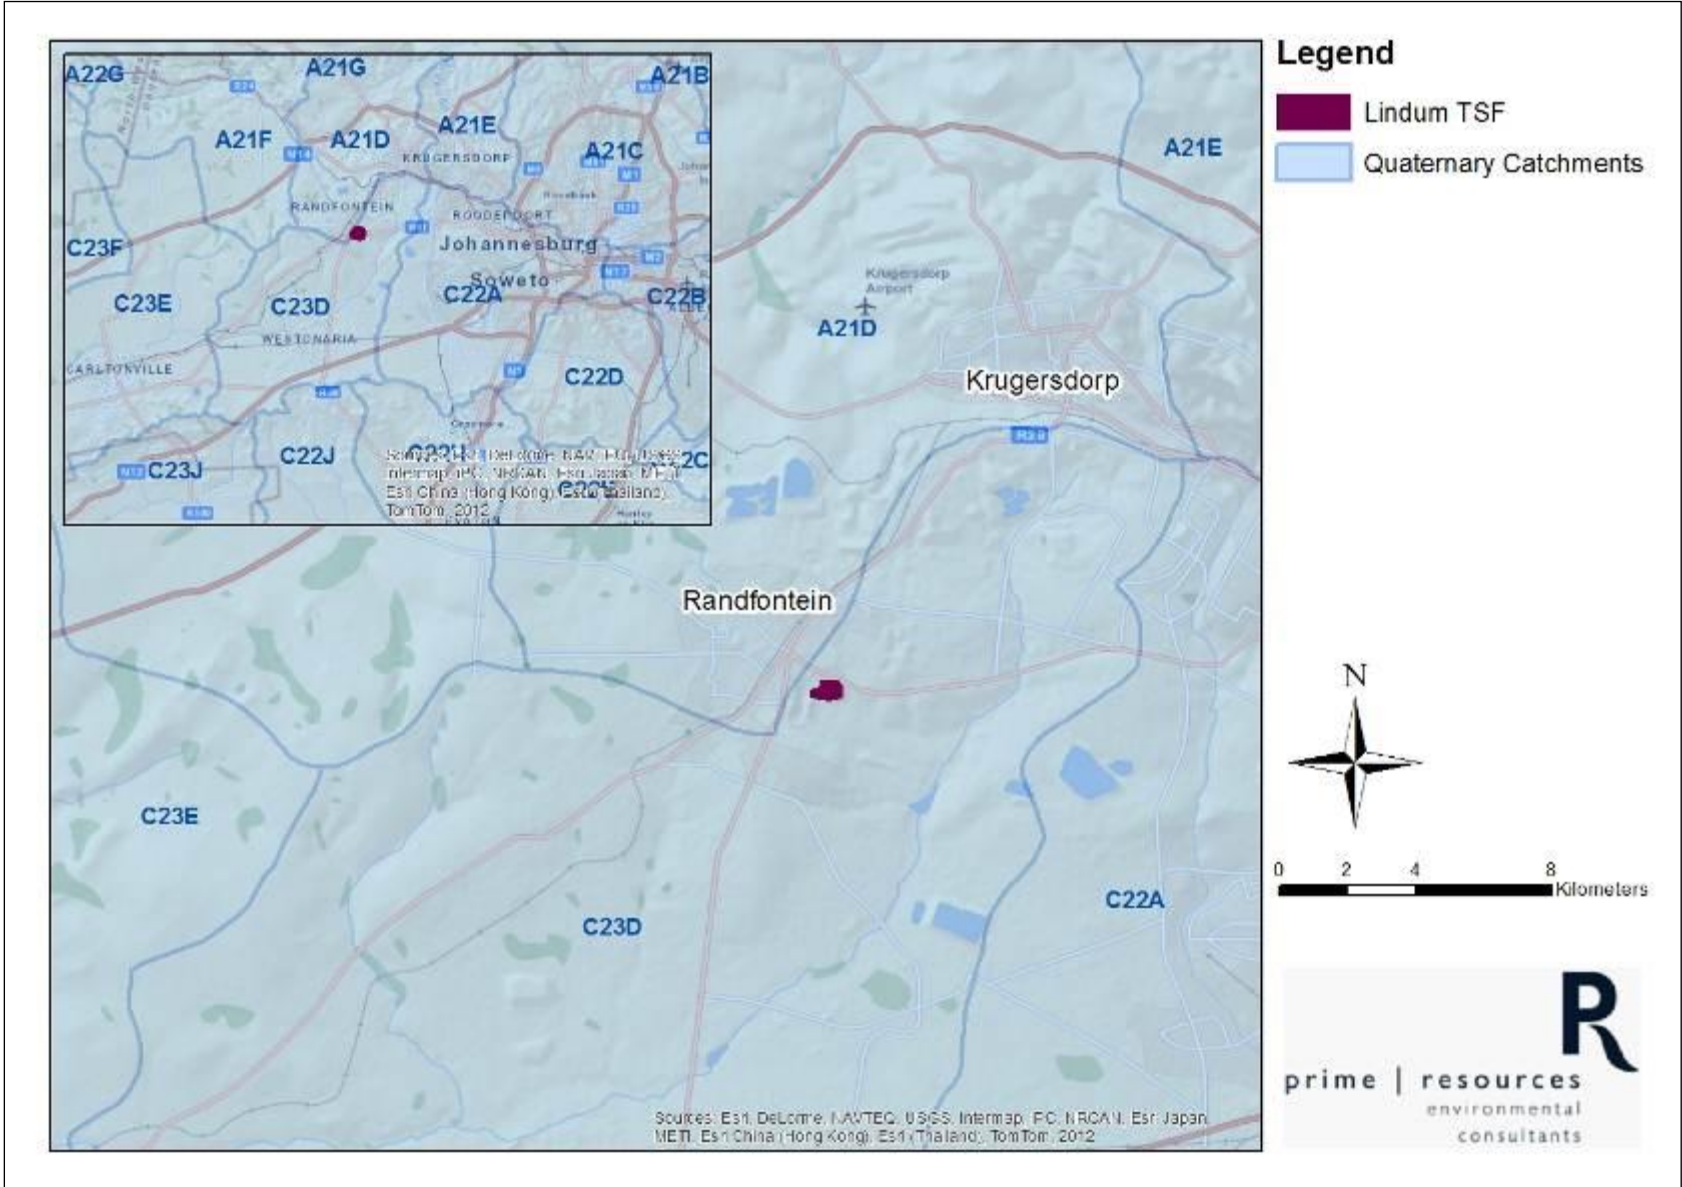 Legend
Lindum TSF
Quaternary Catchments
A22G
A21G
A21B
A21F
A21D
A21E
A21C
N14
KRUGERSDORP
RANDFONTEIN
ROODEPOORT
C23F
Johannesburg
Soweto
C23E
C23D
C22A
C22B
WESTONARIA
CARLTONVILLE
C22D
C23J
C22J
TomTom, 2012
A21E
Krugersdorp
Airport
A21D
Krugersdorp
Randfontein
C23E
C23D
C22A
Sources: Esri, DeLorme, NAVTEQ, USGS, Intermap, iPC, NRCAN, Esri Japan,
METI, Esri China (Hong Kong), Esri (Thailand), TomTom, 2012
N
0 2 4 8
Kilometers
R
prime | resources
environmental
consultants